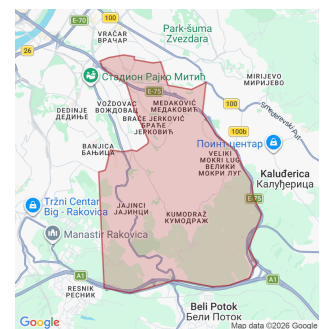 100
E-70
VRAČAR
ВРАЧАР
Park-šuma
Zvezdara
26
Стадион Рајко Митић
MIRIJEVO
МИРИЈЕВО
E-75
VOŽDOVAC
ВОЖДОВАЦ
MEDAKOVIĆ
МЕДАКОВИЋ
100
DEDINJE
ДЕДИЊЕ
Smederevski Put
BRAĆE JERKOVIĆ
БРАЋЕ
ЈЕРКОВИЋ
100b
BANJICA
БАЊИЦА
Поинт центар
VELIKI
MOKRI LUG
ВЕЛИКИ
МОКРИ ЛУГ
Kaluđerica
Калуђерица
E-75
Tržni Centar
Big - Rakovica
JAJINCI
ЈАЈИНЦИ
KUMODRAŽ
КУМОДРАЖ
Manastir Rakovica
A1
A1
RESNIK
РЕСНИК
Beli Potok
Бели Поток
Google
Map data ©2026 Google